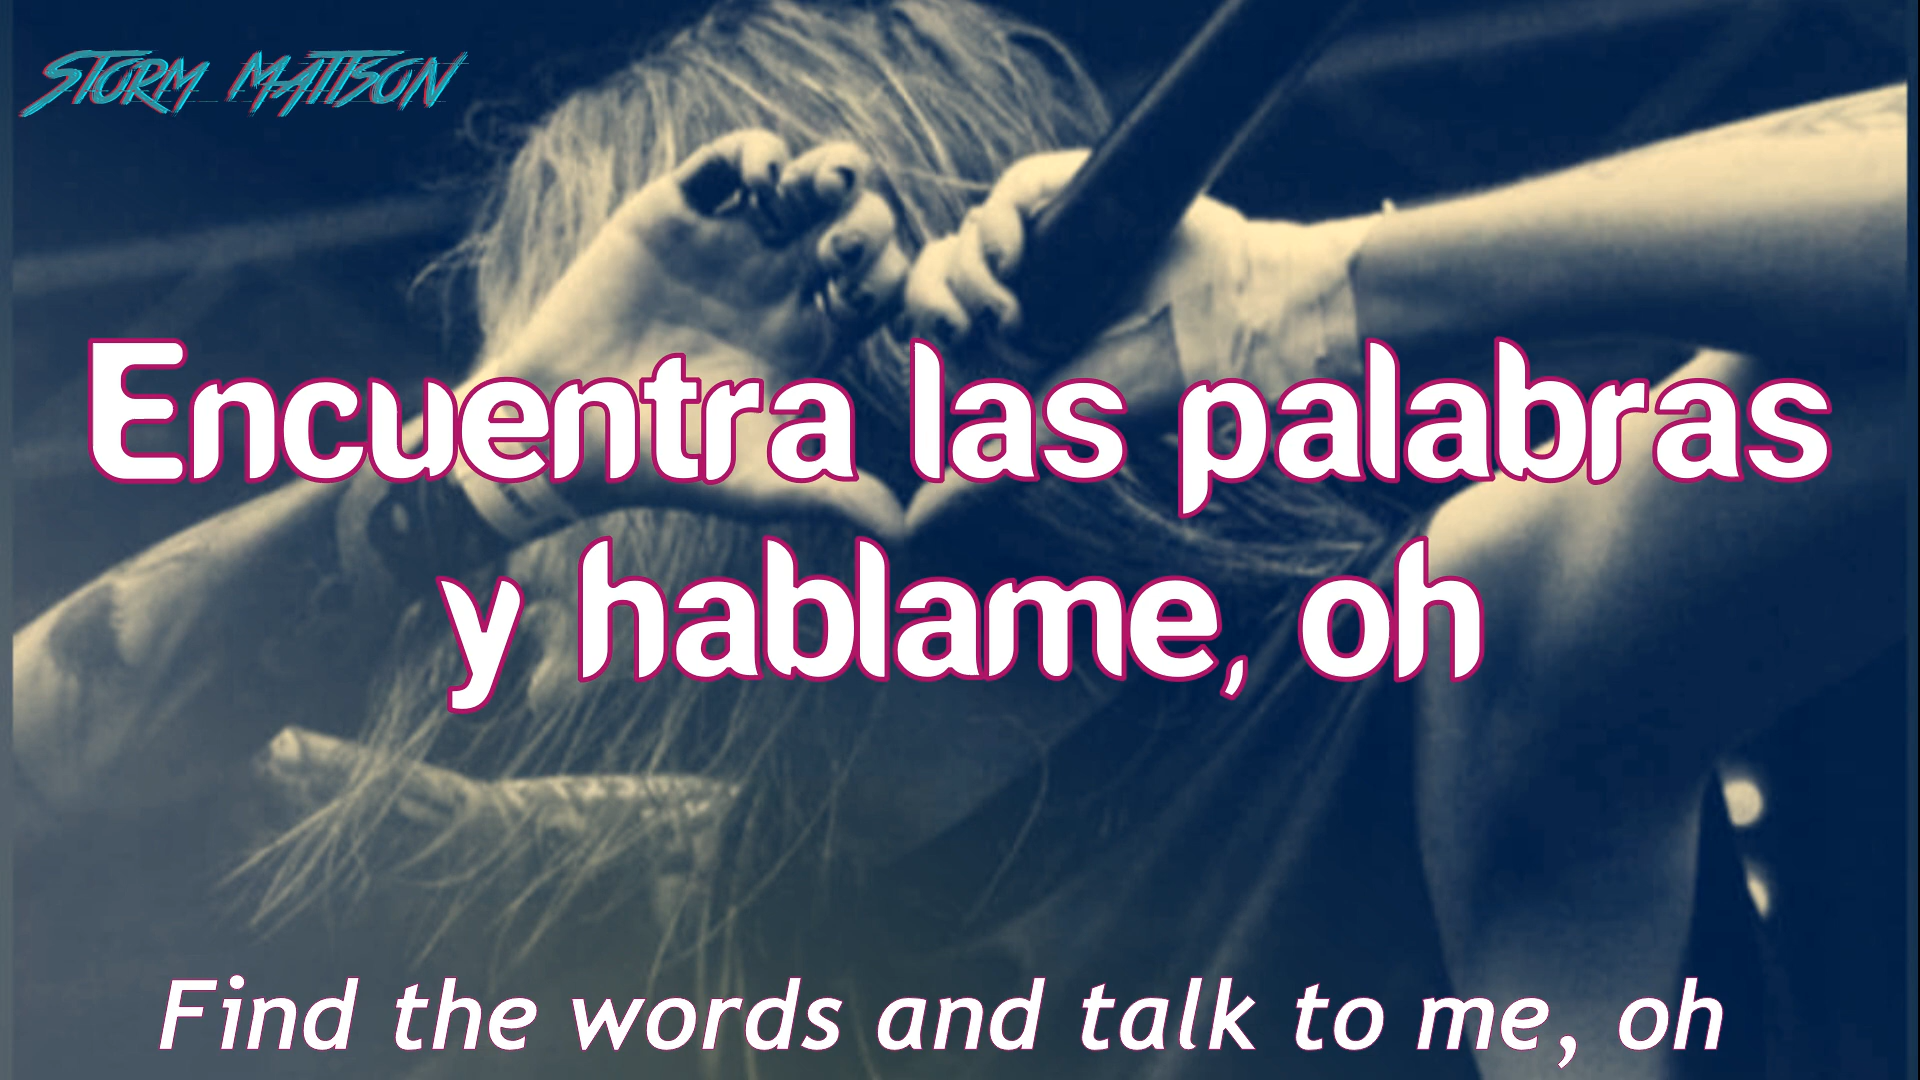 STORM MATTSON
Encuentra las palabras
y hablame, oh
Find the words and talk to me, oh